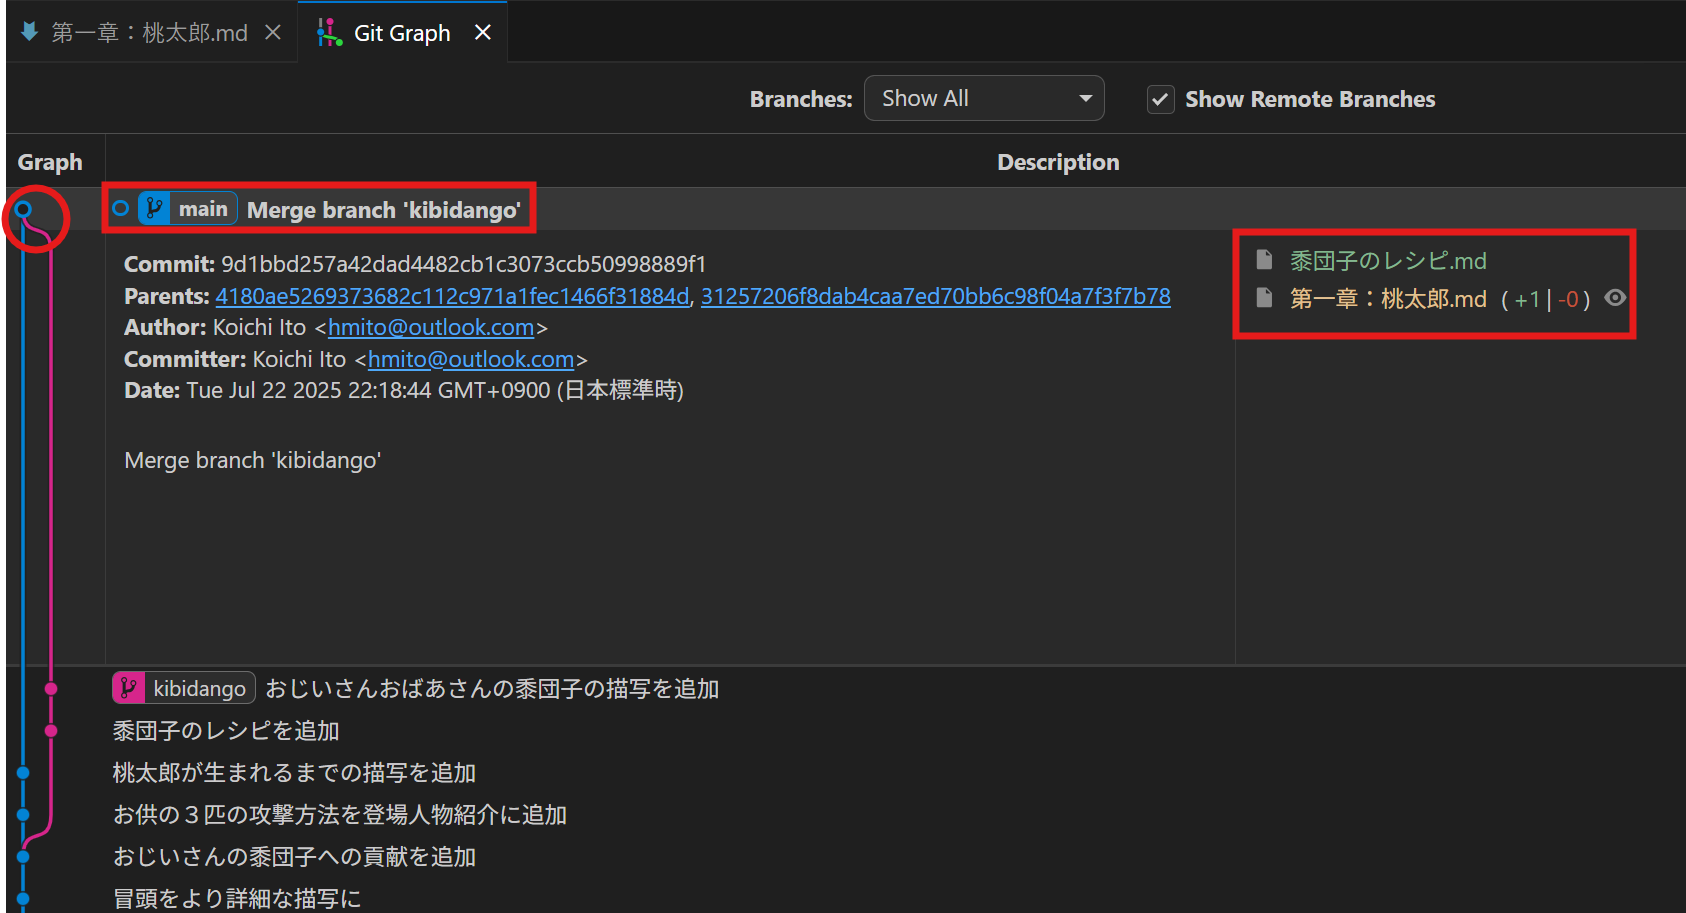 第一章：桃太郎.md
Git Graph
Branches: Show All Show Remote Branches
Graph Description
main Merge branch 'kibidango'
Commit: 9d1bbd257a42dad4482cb1c3073ccb50998889f1
Parents: 4180ae5269373682c112c971a1fec1466f31884d, 31257206f8dab4caa7ed70bb6c98f04a7f3f7b78
Author: Koichi Ito <hmito@outlook.com>
Committer: Koichi Ito <hmito@outlook.com>
Date: Tue Jul 22 2025 22:18:44 GMT+0900 (日本標準時)
Merge branch 'kibidango'
黍団子のレシピ.md
第一章：桃太郎.md ( +1 | -0 )
kibidango おじいさんおばあさんの黍団子の描写を追加
黍団子のレシピを追加
桃太郎が生まれるまでの描写を追加
お供の３匹の攻撃方法を登場人物紹介に追加
おじいさんの黍団子への貢献を追加
冒頭をより詳細な描写に